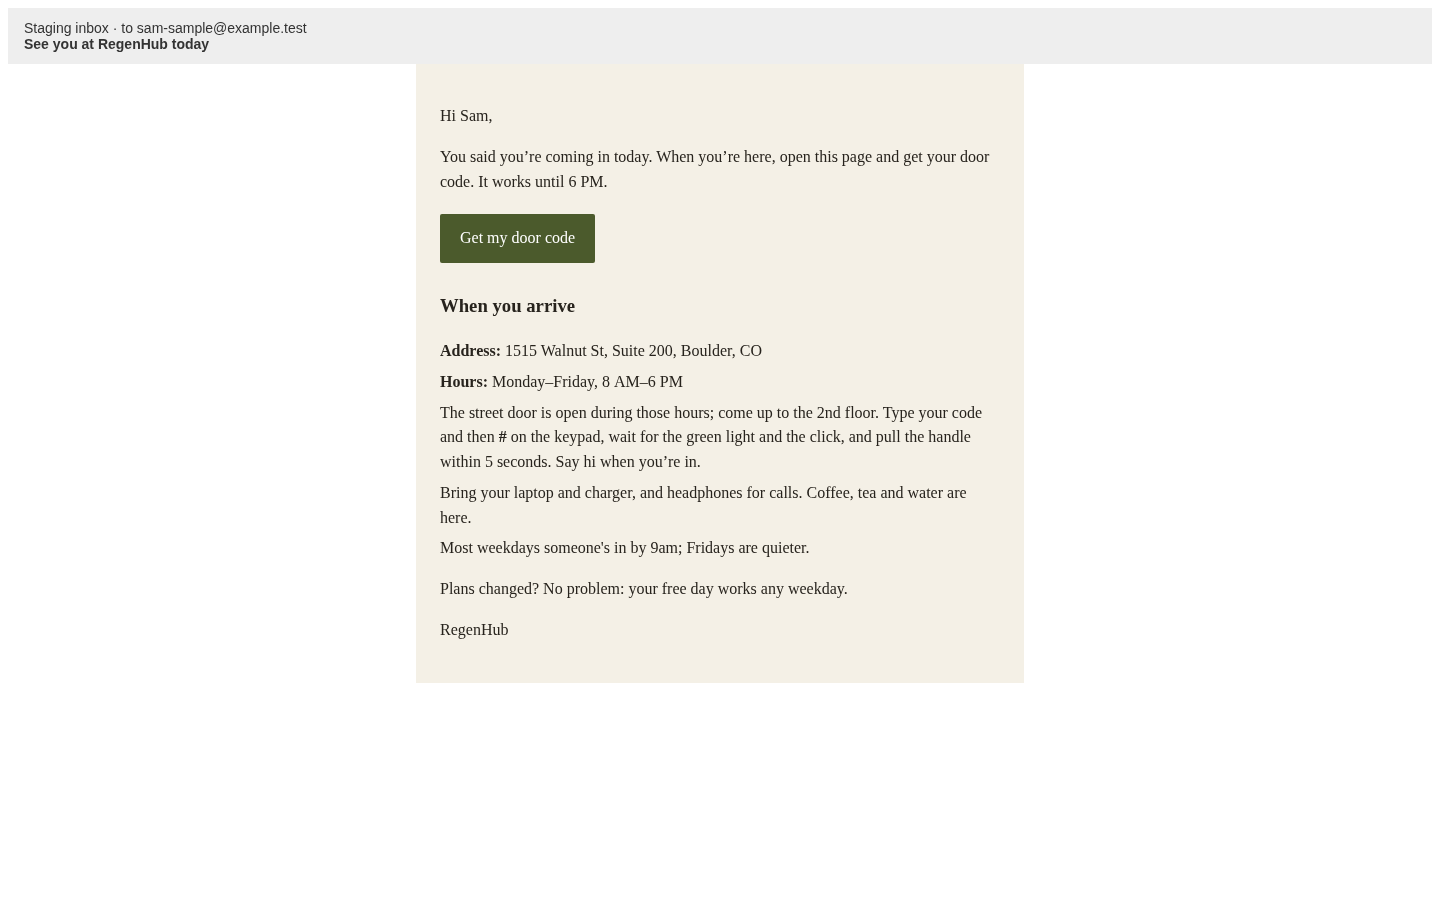 Staging inbox · to sam-sample@example.test
See you at RegenHub today
Hi Sam,
You said you’re coming in today. When you’re here, open this page and get your door
code. It works until 6 PM.
Get my door code
When you arrive
Address: 1515 Walnut St, Suite 200, Boulder, CO
Hours: Monday–Friday, 8 AM–6 PM
The street door is open during those hours; come up to the 2nd floor. Type your code
and then # on the keypad, wait for the green light and the click, and pull the handle
within 5 seconds. Say hi when you’re in.
Bring your laptop and charger, and headphones for calls. Coffee, tea and water are
here.
Most weekdays someone's in by 9am; Fridays are quieter.
Plans changed? No problem: your free day works any weekday.
RegenHub